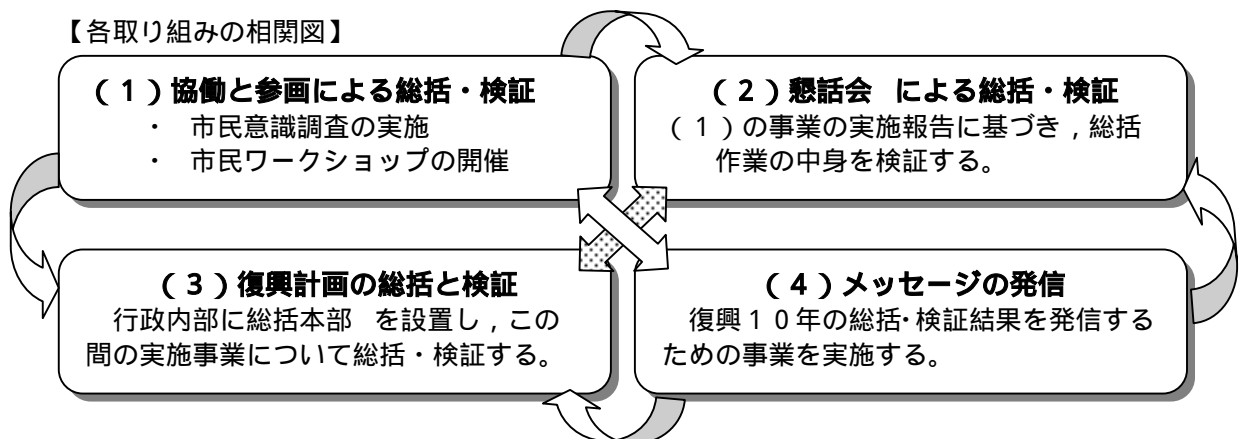 【各取り組みの相関図】
（１）協働と参画による総括・検証
・　市民意識調査の実施
・　市民ワークショップの開催
（２）懇話会　による総括・検証
（１）の事業の実施報告に基づき，総括
作業の中身を検証する。
（３）復興計画の総括と検証
行政内部に総括本部　を設置し，この
間の実施事業について総括・検証する。
（４）メッセージの発信
復興１０年の総括・検証結果を発信する
ための事業を実施する。